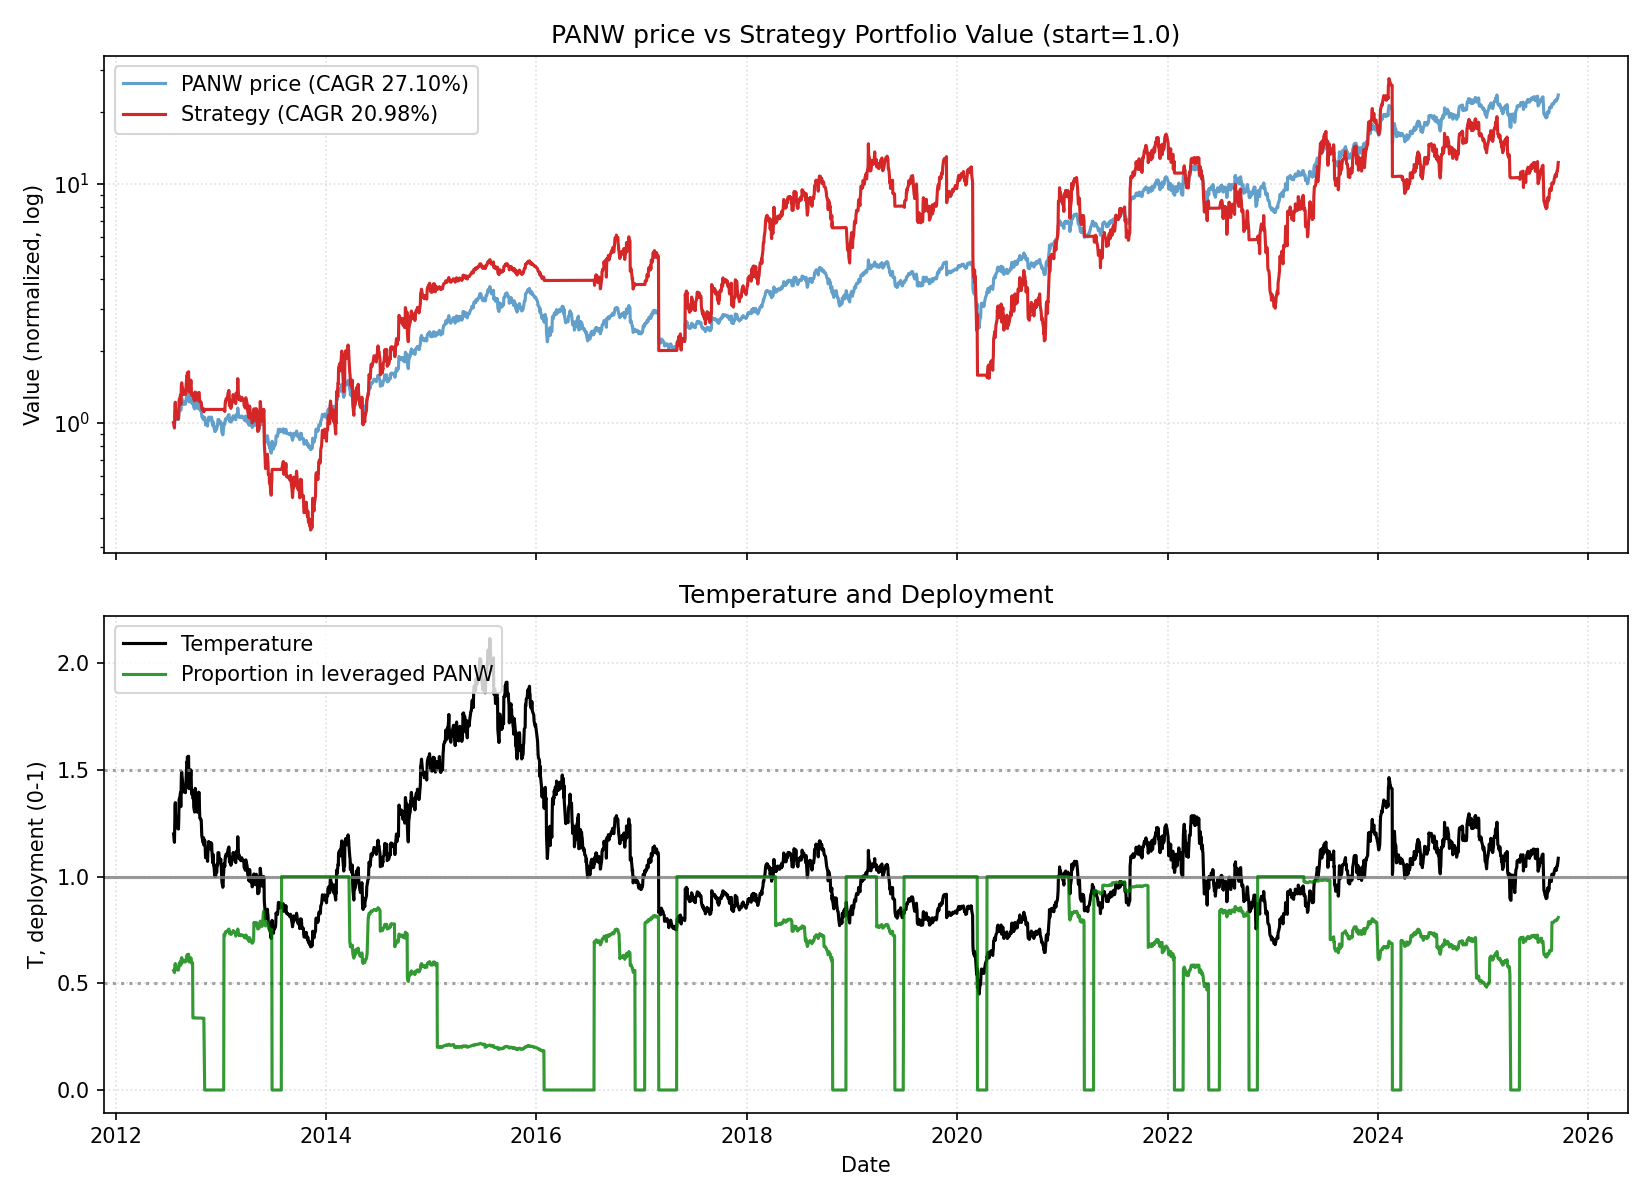 PANW price vs Strategy Portfolio Value (start=1.0)
PANW price (CAGR 27.10%)
Strategy (CAGR 20.98%)
Value (normalized, log)
10¹
10⁰
Temperature and Deployment
Temperature
Proportion in leveraged PANW
T, deployment (0-1)
2.0
1.5
1.0
0.5
0.0
2012 2014 2016 2018 2020 2022 2024 2026
Date